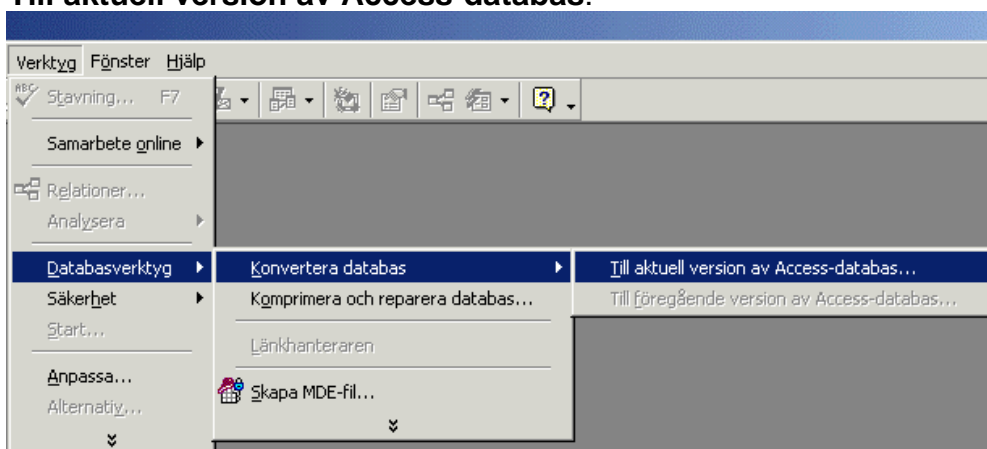 Till aktuell version av Access-databas.
Verktyg Fönster Hjälp
ABC Stavning... F7
Samarbete online
Relationer...
Analysera
Databasverktyg Konvertera databas Till aktuell version av Access-databas...
Säkerhet Komprimera och reparera databas... Till föregående version av Access-databas...
Start...
Länkhanteraren
Anpassa...
Skapa MDE-fil...
Alternativ...